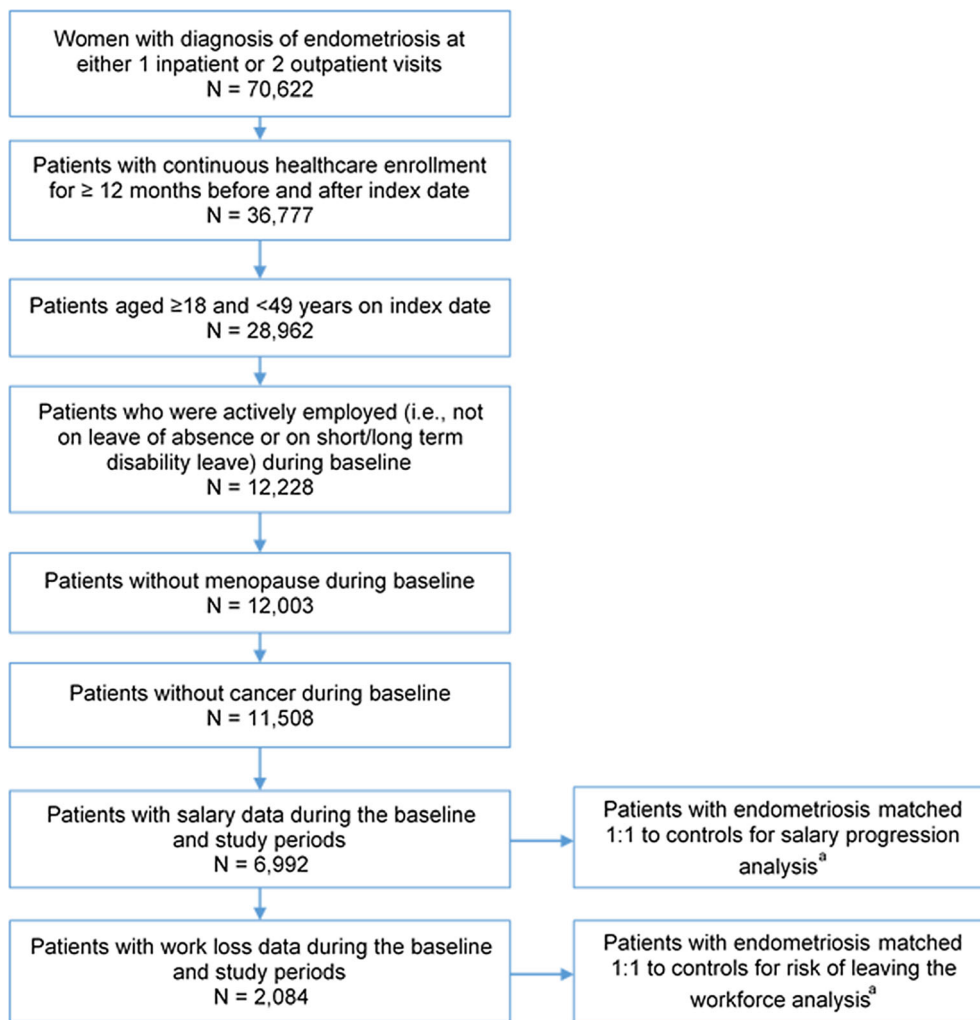 Women with diagnosis of endometriosis at
either 1 inpatient or 2 outpatient visits
N = 70,622
Patients with continuous healthcare enrollment
for ≥ 12 months before and after index date
N = 36,777
Patients aged ≥18 and <49 years on index date
N = 28,962
Patients who were actively employed (i.e., not
on leave of absence or on short/long term
disability leave) during baseline
N = 12,228
Patients without menopause during baseline
N = 12,003
Patients without cancer during baseline
N = 11,508
Patients with salary data during the baseline
and study periods
N = 6,992
Patients with endometriosis matched
1:1 to controls for salary progression
analysisᵃ
Patients with work loss data during the baseline
and study periods
N = 2,084
Patients with endometriosis matched
1:1 to controls for risk of leaving the
workforce analysisᵃ